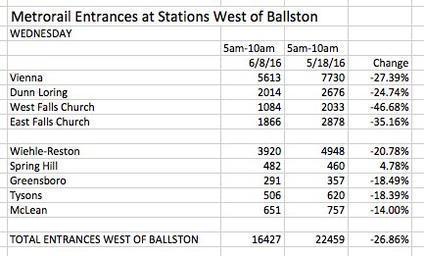 Metrorail Entrances at Stations West of Ballston
WEDNESDAY
5am-10am 5am-10am
6/8/16 5/18/16 Change
Vienna 5613 7730 -27.39%
Dunn Loring 2014 2676 -24.74%
West Falls Church 1084 2033 -46.68%
East Falls Church 1866 2878 -35.16%
Wiehle-Reston 3920 4948 -20.78%
Spring Hill 482 460 4.78%
Greensboro 291 357 -18.49%
Tysons 506 620 -18.39%
McLean 651 757 -14.00%
TOTAL ENTRANCES WEST OF BALLSTON 16427 22459 -26.86%